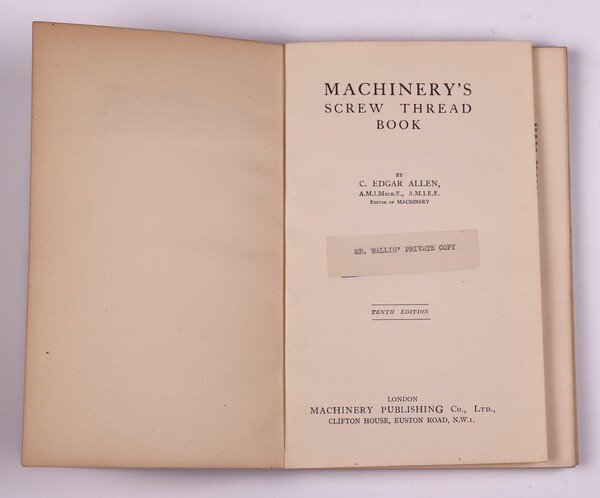 MACHINERY'S
SCREW THREAD
BOOK
BY
C. EDGAR ALLEN,
A.M.I.MECH.E., A.M.I.E.E.
EDITOR OF MACHINERY
MR. WALLIS' PRIVATE COPY
TENTH EDITION
LONDON
MACHINERY PUBLISHING Co., LTD.,
CLIFTON HOUSE, EUSTON ROAD, N.W.1.